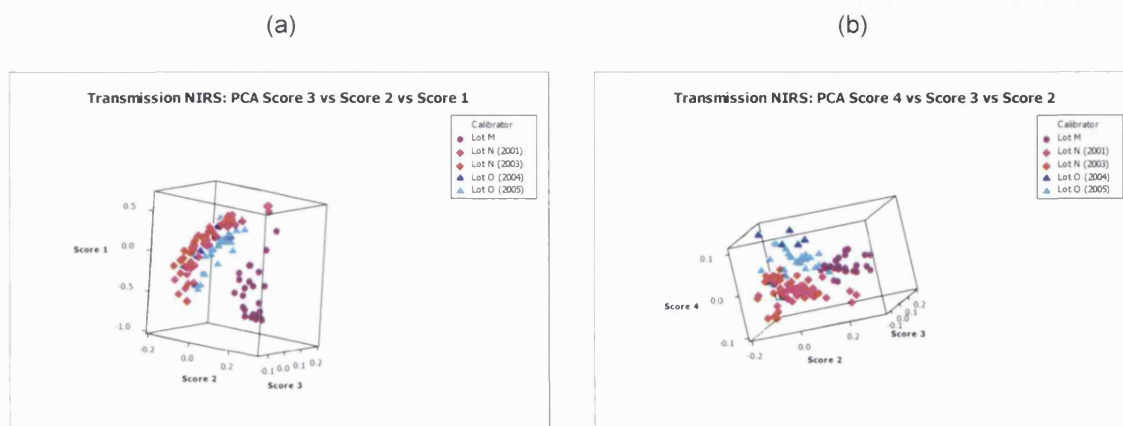 (a)
Transmission NIRS: PCA Score 3 vs Score 2 vs Score 1
Calibrator
Lot M
Lot N (2001)
Lot N (2003)
Lot O (2004)
Lot O (2005)
0.5
Score 1
0.0
-0.5
-1.0
-0.2
0.0
0.2
Score 2
-0.1 0.0 0.1 0.2
Score 3
(b)
Transmission NIRS: PCA Score 4 vs Score 3 vs Score 2
Calibrator
Lot M
Lot N (2001)
Lot N (2003)
Lot O (2004)
Lot O (2005)
0.1
Score 4
0.0
-0.1
-0.2
0.0
0.2
Score 2
-0.1
0.0
0.1
0.2
Score 3